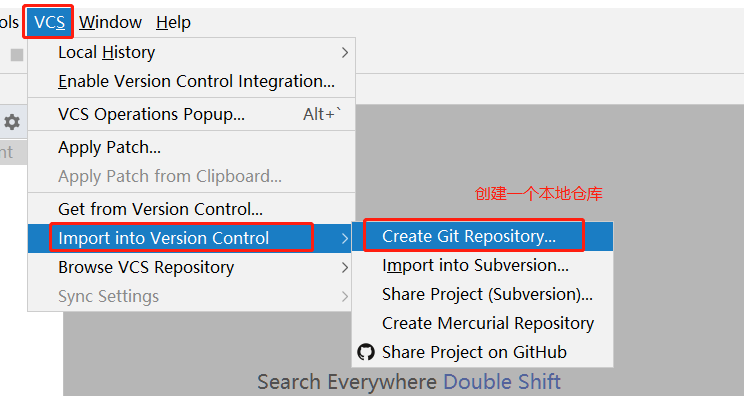 ols VCS Window Help
Local History
Enable Version Control Integration...
VCS Operations Popup... Alt+`
nt
Apply Patch...
Apply Patch from Clipboard...
创建一个本地仓库
Get from Version Control...
Import into Version Control
Create Git Repository...
Browse VCS Repository
Import into Subversion...
Sync Settings
Share Project (Subversion)...
Create Mercurial Repository
Share Project on GitHub
Search Everywhere Double Shift